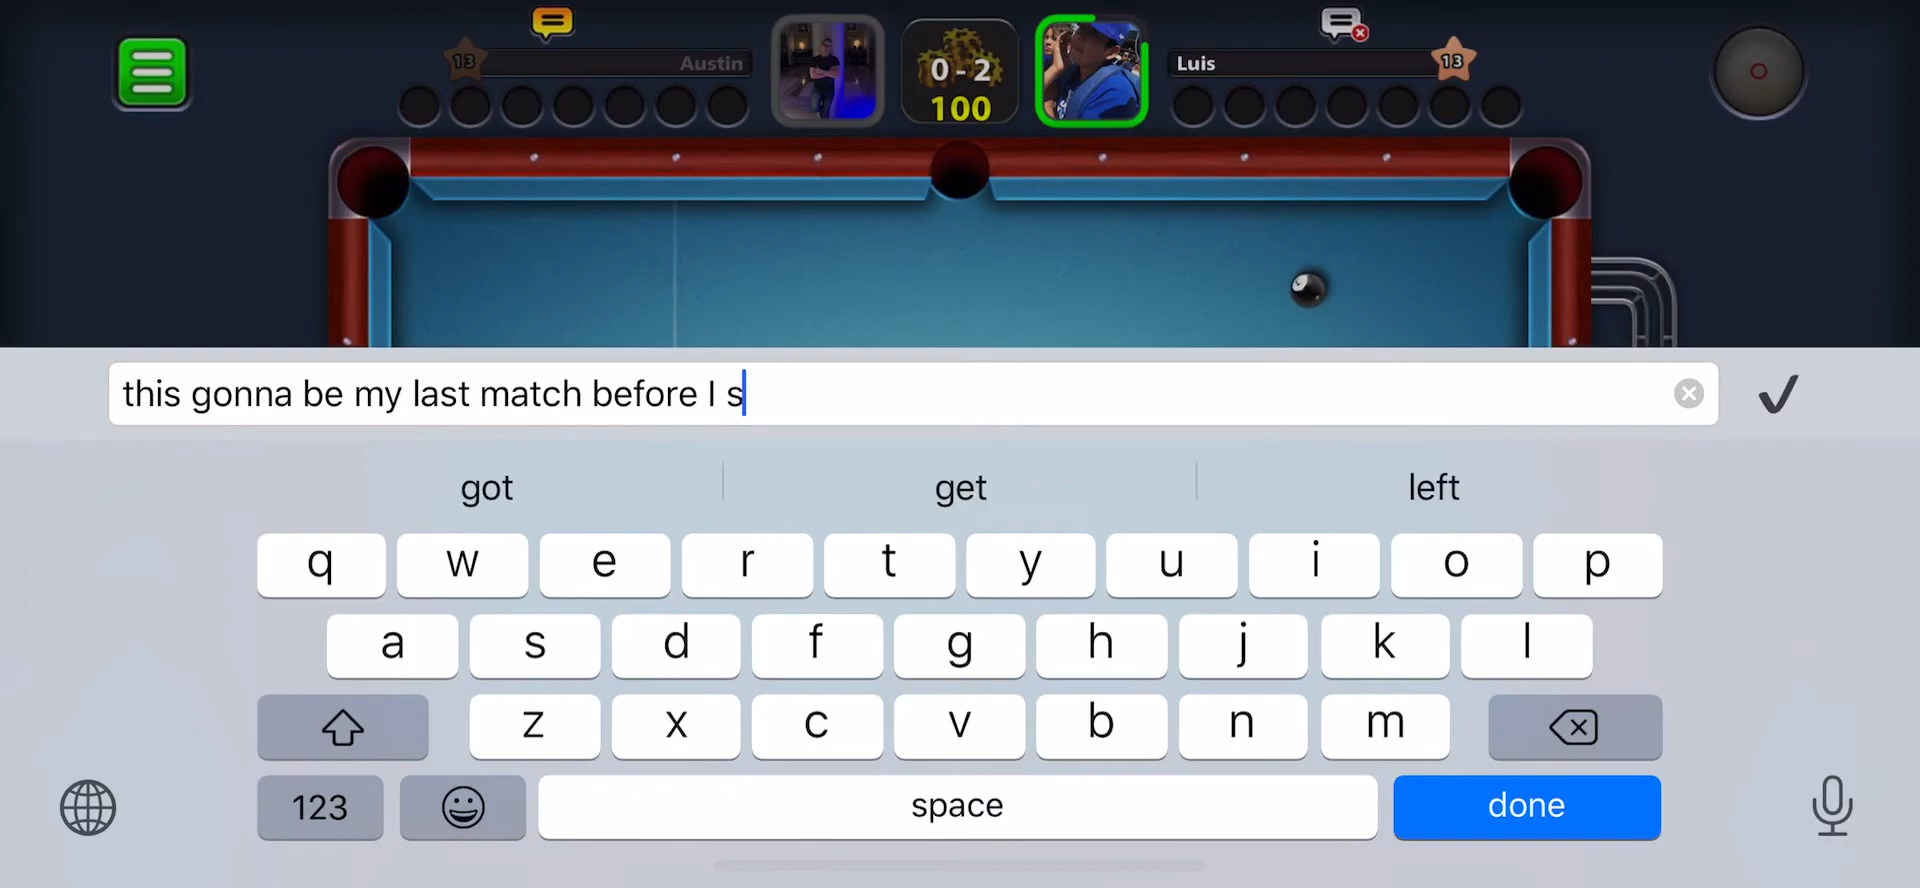 13
Austin
0 - 2
100
Luis
13
this gonna be my last match before I s
got
get
left
q w e r t y u i o p
a s d f g h j k l
z x c v b n m
123
space
done